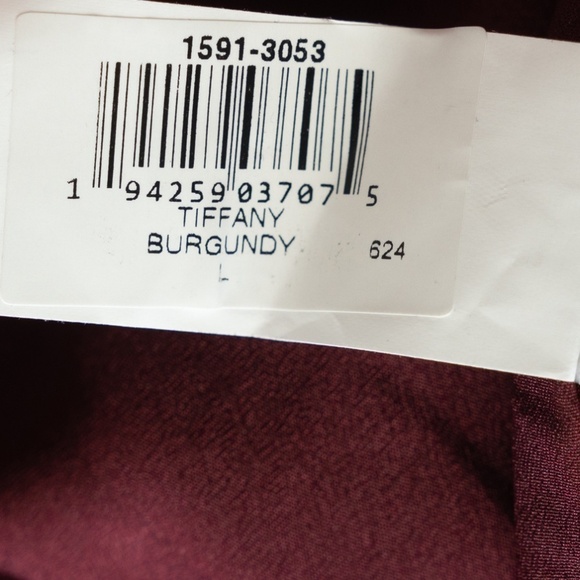 1591-3053
1 94259 03707 5
TIFFANY
BURGUNDY 624
L